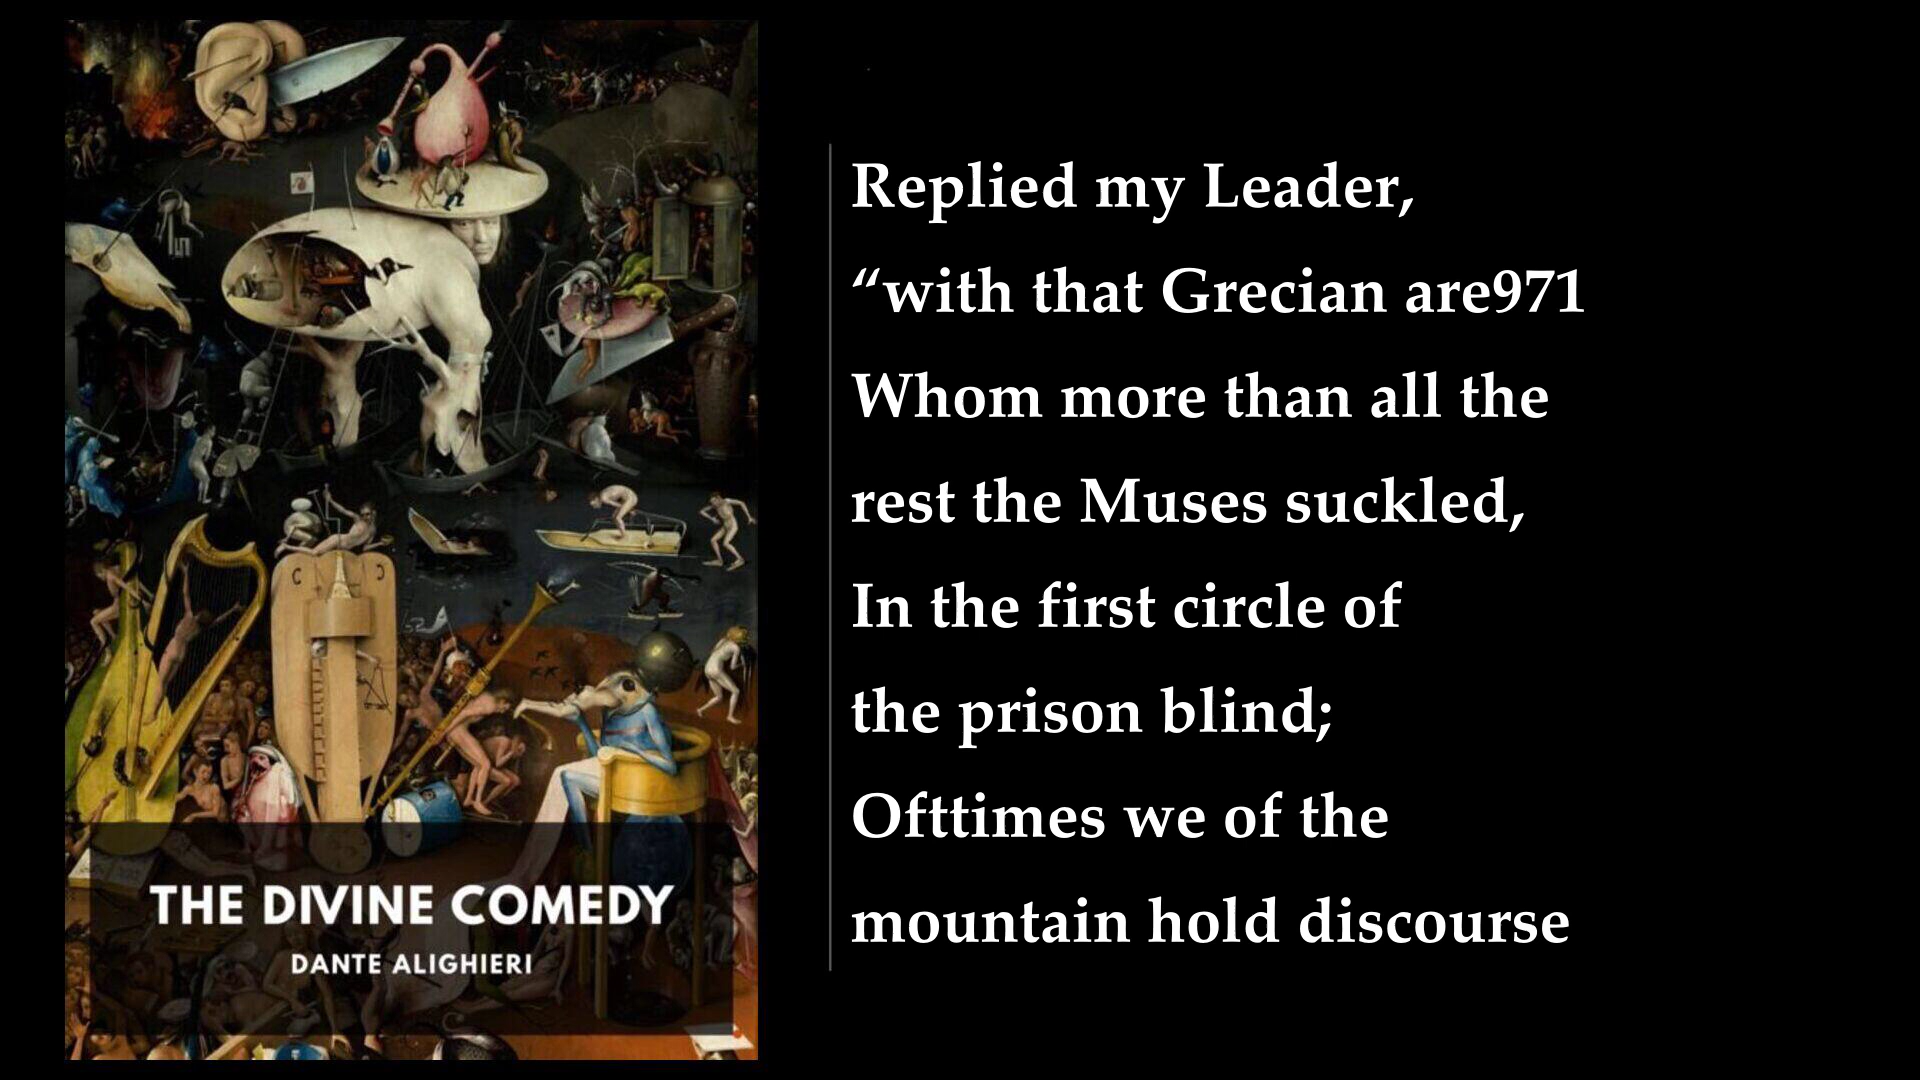 THE DIVINE COMEDY
DANTE ALIGHIERI
Replied my Leader,
“with that Grecian are971
Whom more than all the
rest the Muses suckled,
In the first circle of
the prison blind;
Ofttimes we of the
mountain hold discourse